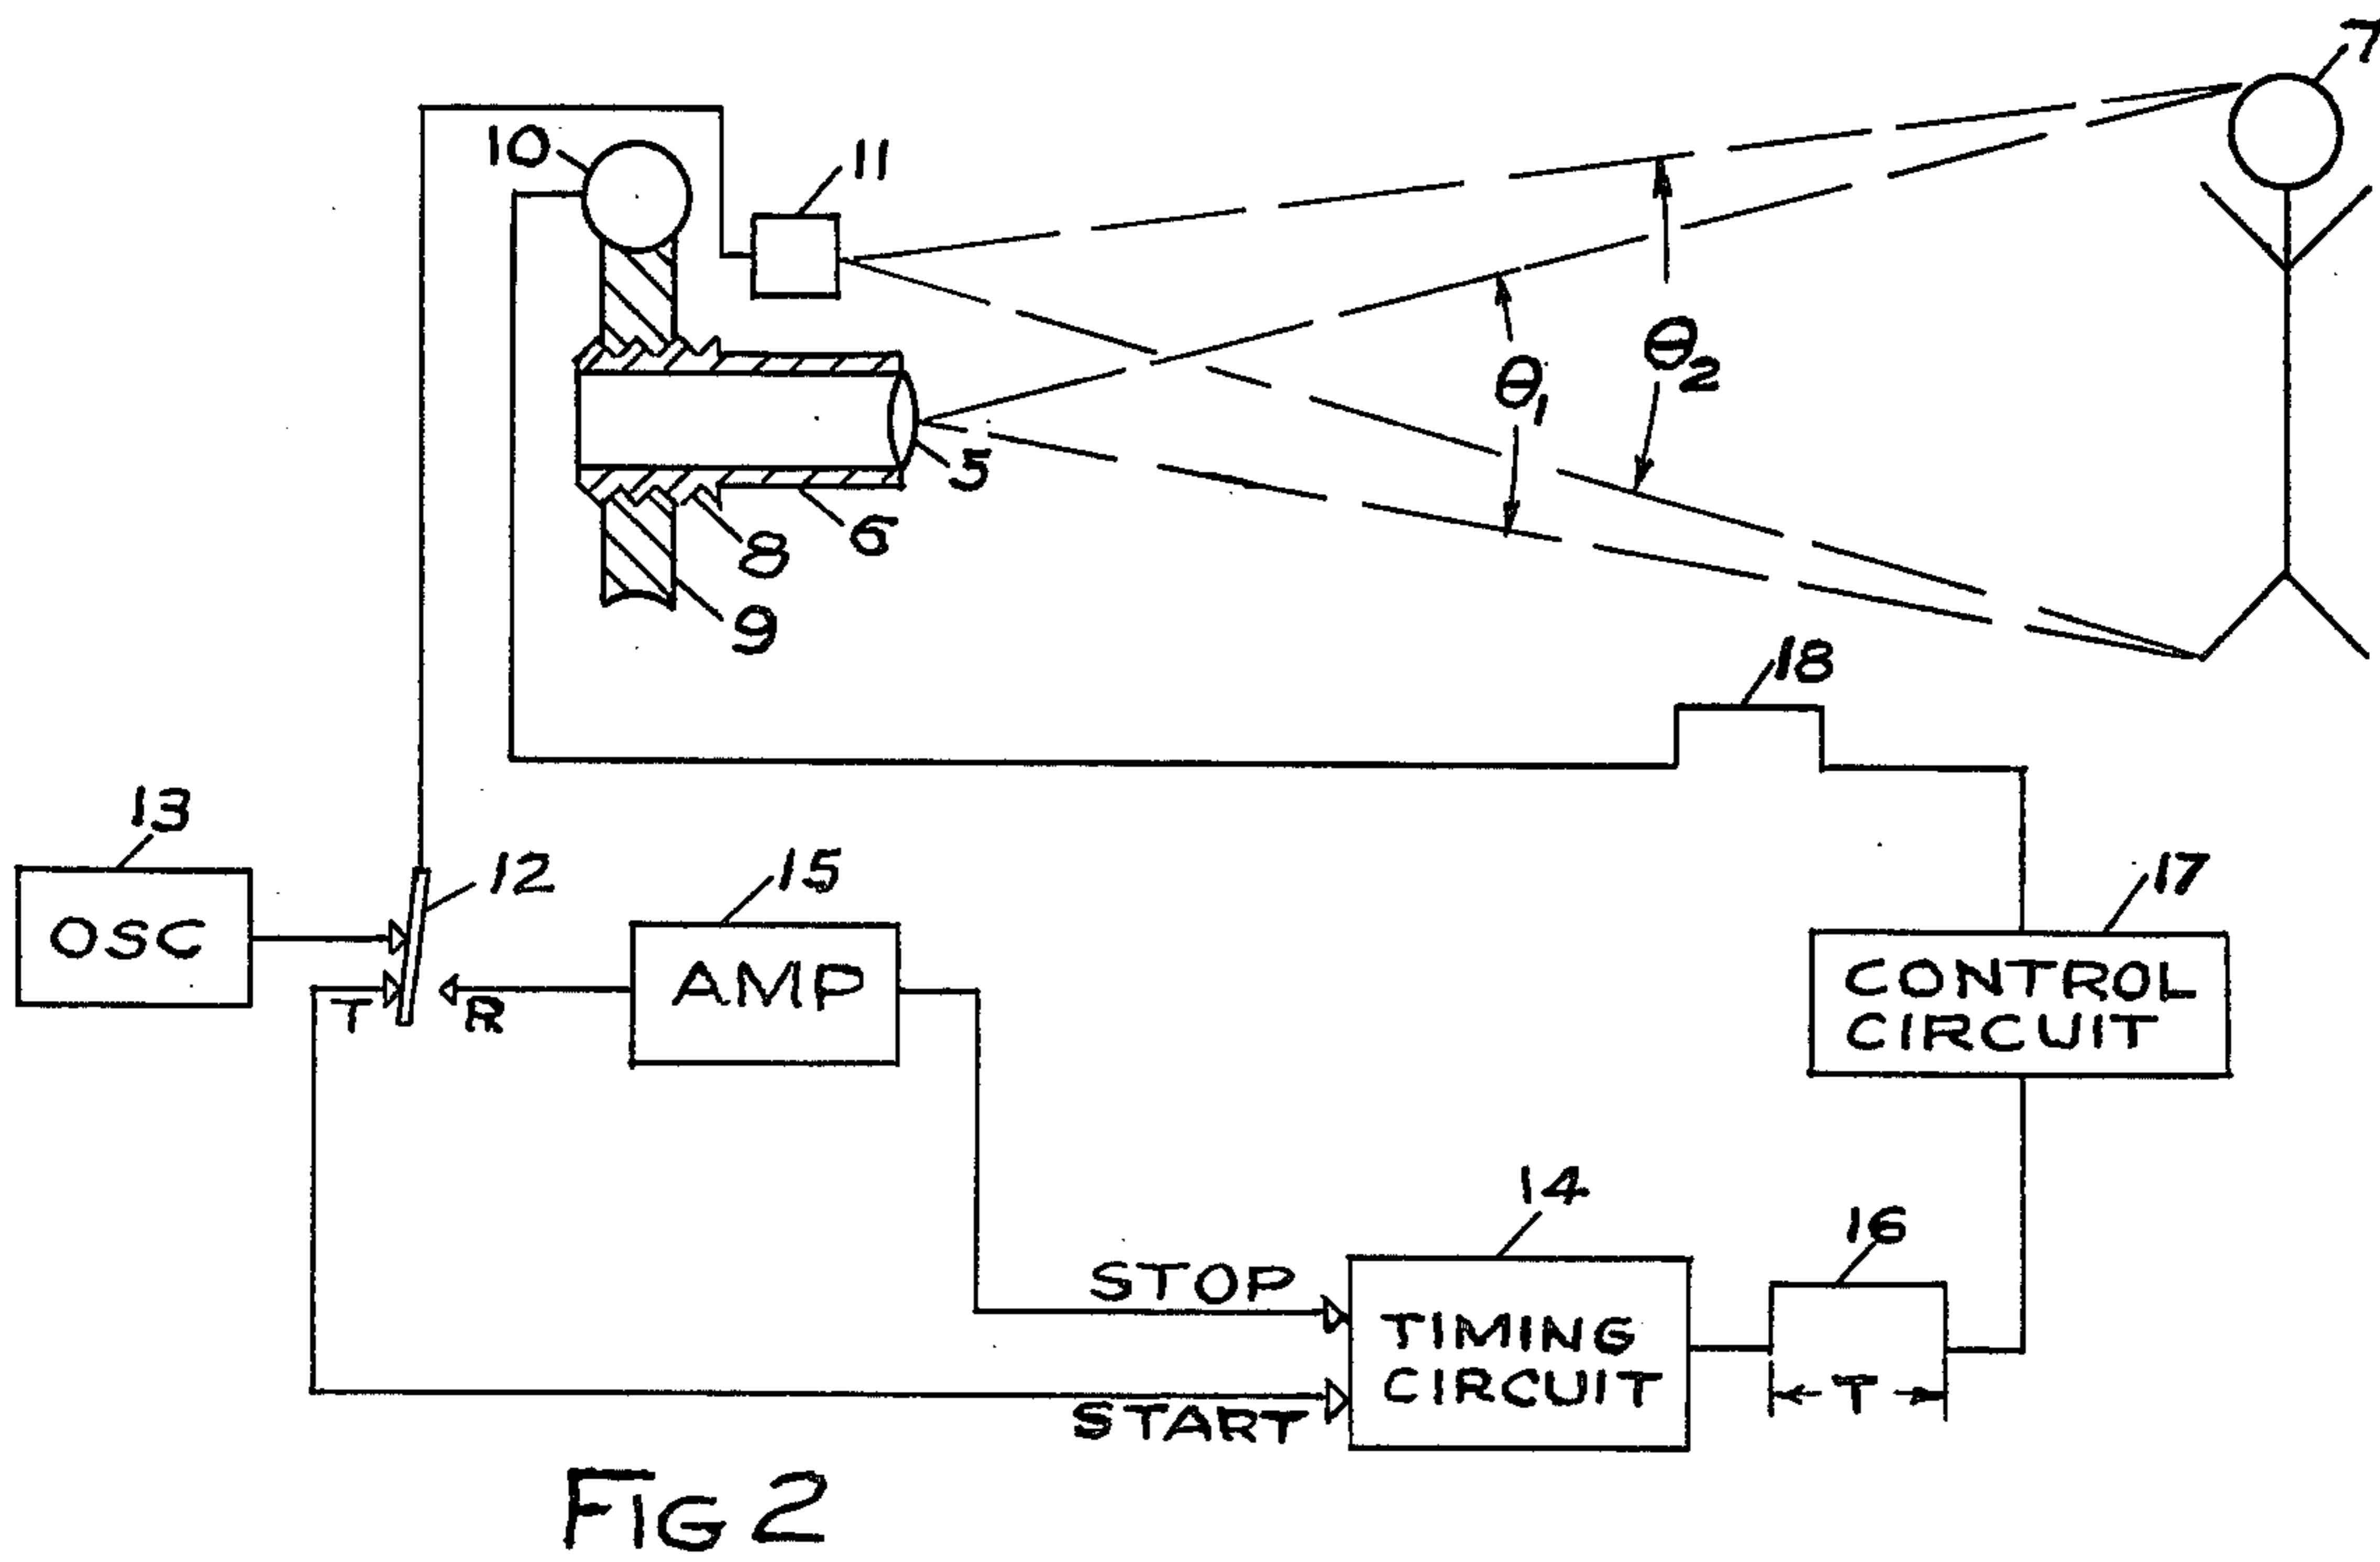 7
10
11
θ2
θ1
5
6
8
9
18
13
12
15
17
OSC
AMP
CONTROL
CIRCUIT
T
R
14
16
STOP
TIMING
CIRCUIT
T
START
FIG 2